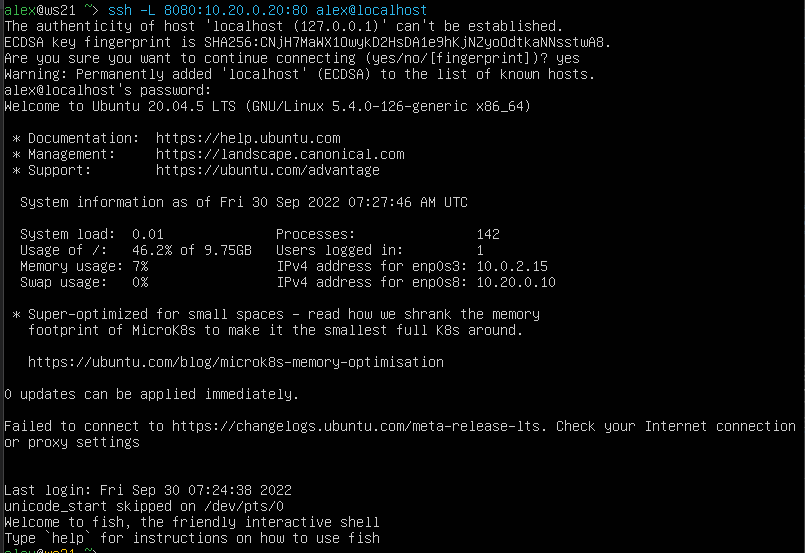 alex@ws21 ~> ssh -L 8080:10.20.0.20:80 alex@localhost
The authenticity of host 'localhost (127.0.0.1)' can't be established.
ECDSA key fingerprint is SHA256:CNjH7MaWX1OwykD2HsDA1e9hKjNZyoOdtkaNNsstwA8.
Are you sure you want to continue connecting (yes/no/[fingerprint])? yes
Warning: Permanently added 'localhost' (ECDSA) to the list of known hosts.
alex@localhost's password:
Welcome to Ubuntu 20.04.5 LTS (GNU/Linux 5.4.0-126-generic x86_64)
* Documentation:  https://help.ubuntu.com
* Management:     https://landscape.canonical.com
* Support:        https://ubuntu.com/advantage
System information as of Fri 30 Sep 2022 07:27:46 AM UTC
System load:  0.01             Processes:               142
Usage of /:   46.2% of 9.75GB   Users logged in:         1
Memory usage: 7%               IPv4 address for enp0s3: 10.0.2.15
Swap usage:   0%               IPv4 address for enp0s8: 10.20.0.10
* Super-optimized for small spaces - read how we shrank the memory
footprint of MicroK8s to make it the smallest full K8s around.
https://ubuntu.com/blog/microk8s-memory-optimisation
0 updates can be applied immediately.
Failed to connect to https://changelogs.ubuntu.com/meta-release-lts. Check your Internet connection
or proxy settings
Last login: Fri Sep 30 07:24:38 2022
unicode_start skipped on /dev/pts/0
Welcome to fish, the friendly interactive shell
Type `help` for instructions on how to use fish
alex@ws21 ~>